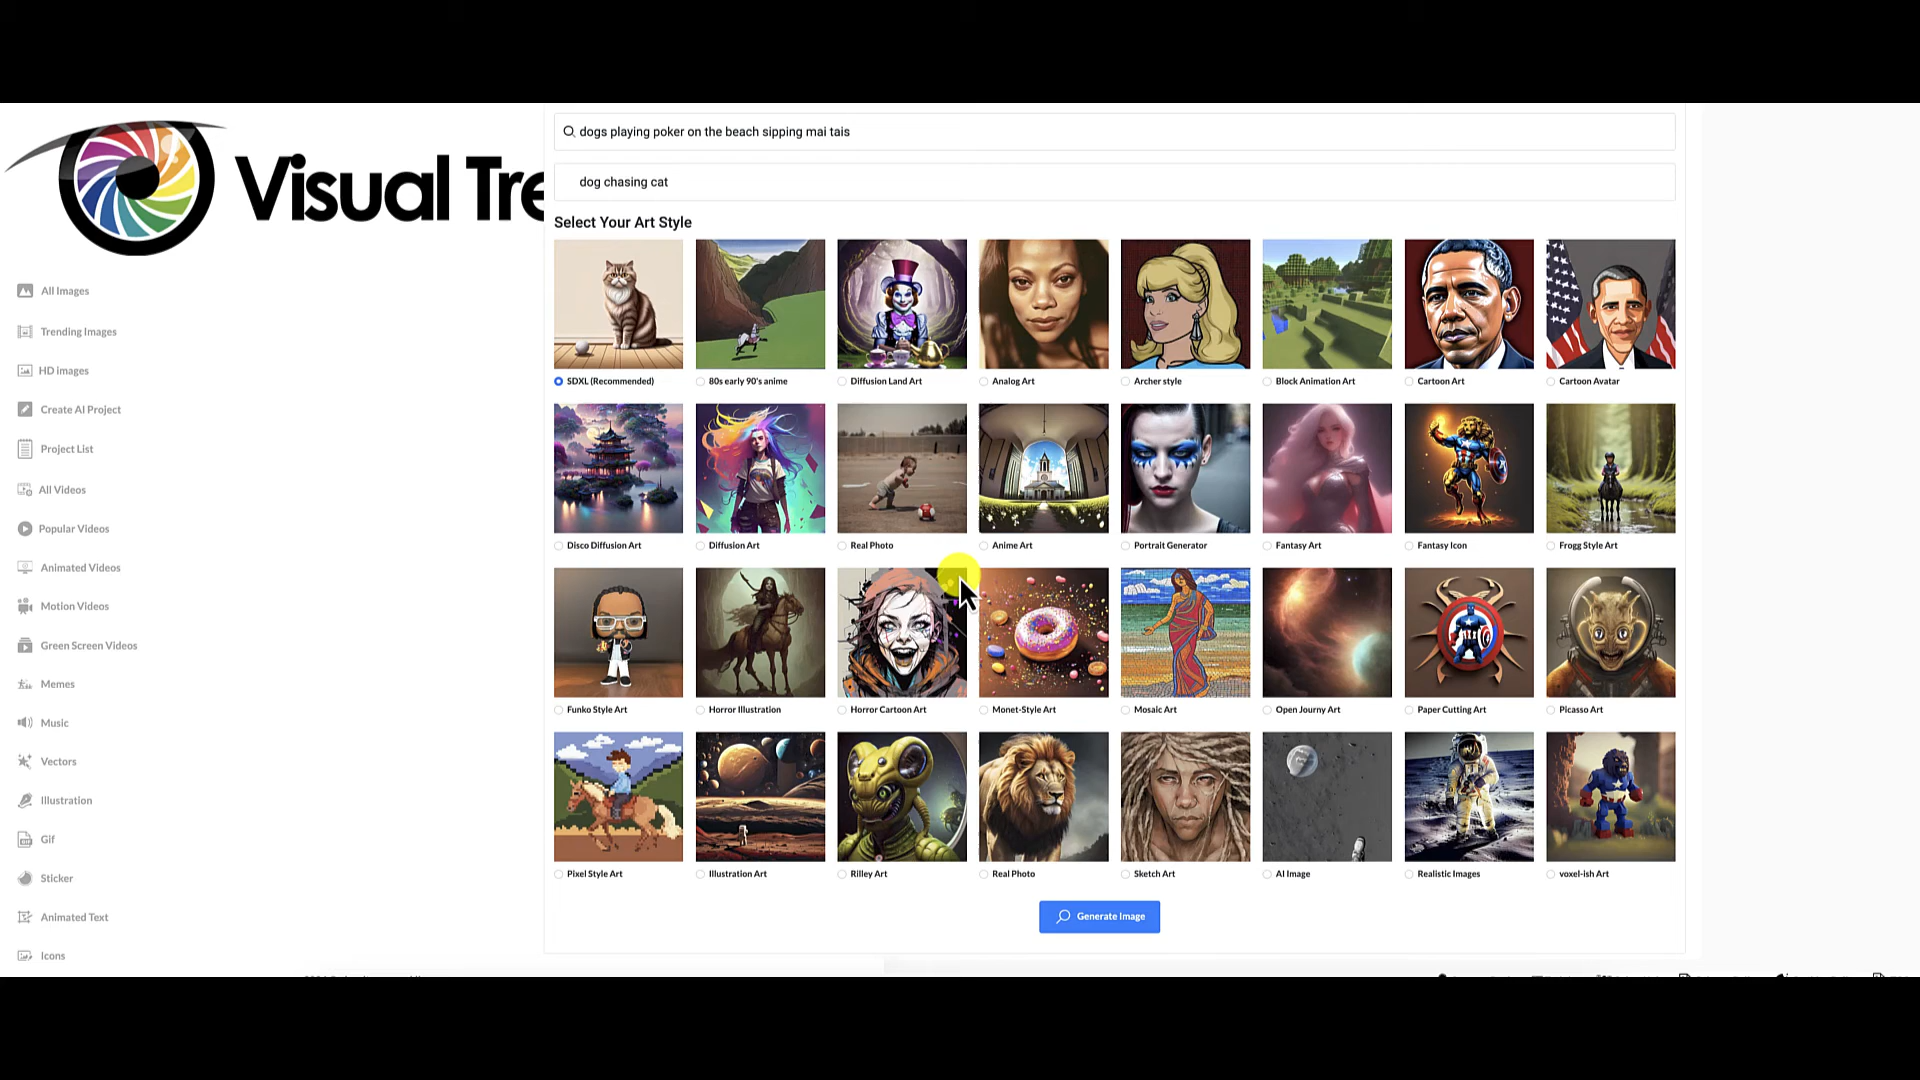 Visual Tre
dogs playing poker on the beach sipping mai tais
dog chasing cat
Select Your Art Style
SDXL (Recommended)
80s early 90's anime
Diffusion Land Art
Analog Art
Archer style
Block Animation Art
Cartoon Art
Cartoon Avatar
Disco Diffusion Art
Diffusion Art
Real Photo
Anime Art
Portrait Generator
Fantasy Art
Fantasy Icon
Frogg Style Art
Funko Style Art
Horror Illustration
Horror Cartoon Art
Monet-Style Art
Mosaic Art
Open Journy Art
Paper Cutting Art
Picasso Art
Pixel Style Art
Illustration Art
Rilley Art
Real Photo
Sketch Art
AI Image
Realistic Images
voxel-ish Art
Generate Image
All Images
Trending Images
HD images
Create AI Project
Project List
All Videos
Popular Videos
Animated Videos
Motion Videos
Green Screen Videos
Memes
Music
Vectors
Illustration
Gif
Sticker
Animated Text
Icons